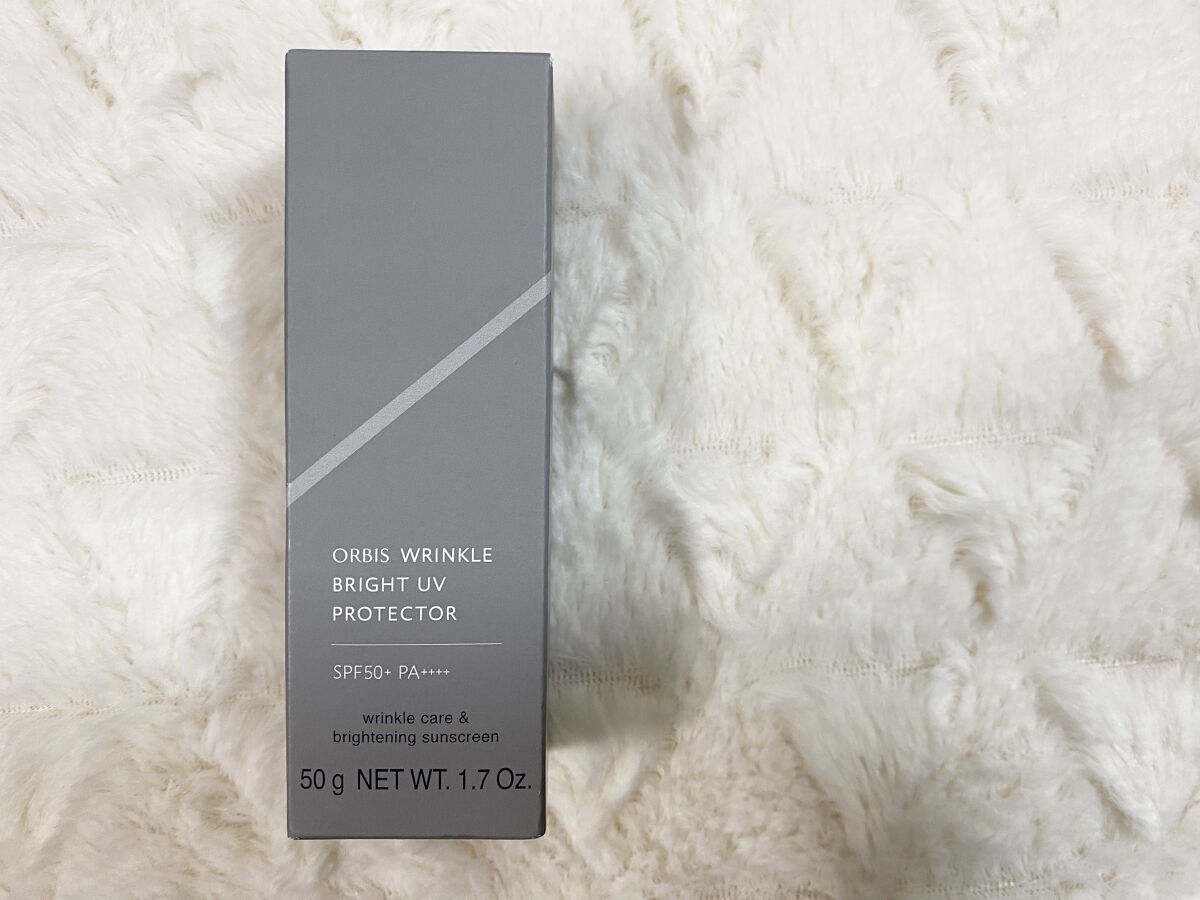 ORBIS WRINKLE
BRIGHT UV
PROTECTOR
SPF50+ PA++++
wrinkle care &
brightening sunscreen
50 g NET WT. 1.7 Oz.